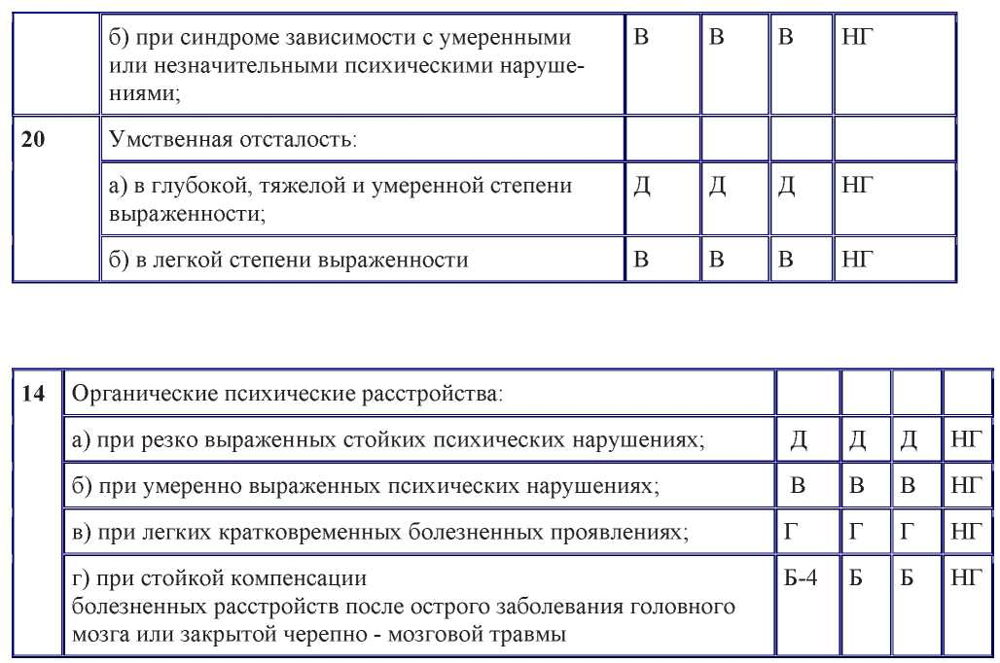 б) при синдроме зависимости с умеренными В В В НГ
или незначительными психическими наруше-
ниями;
20 Умственная отсталость:
а) в глубокой, тяжелой и умеренной степени Д Д Д НГ
выраженности;
б) в легкой степени выраженности В В В НГ
14 Органические психические расстройства:
а) при резко выраженных стойких психических нарушениях; Д Д Д НГ
б) при умеренно выраженных психических нарушениях; В В В НГ
в) при легких кратковременных болезненных проявлениях; Г Г Г НГ
г) при стойкой компенсации Б-4 Б Б НГ
болезненных расстройств после острого заболевания головного
мозга или закрытой черепно - мозговой травмы